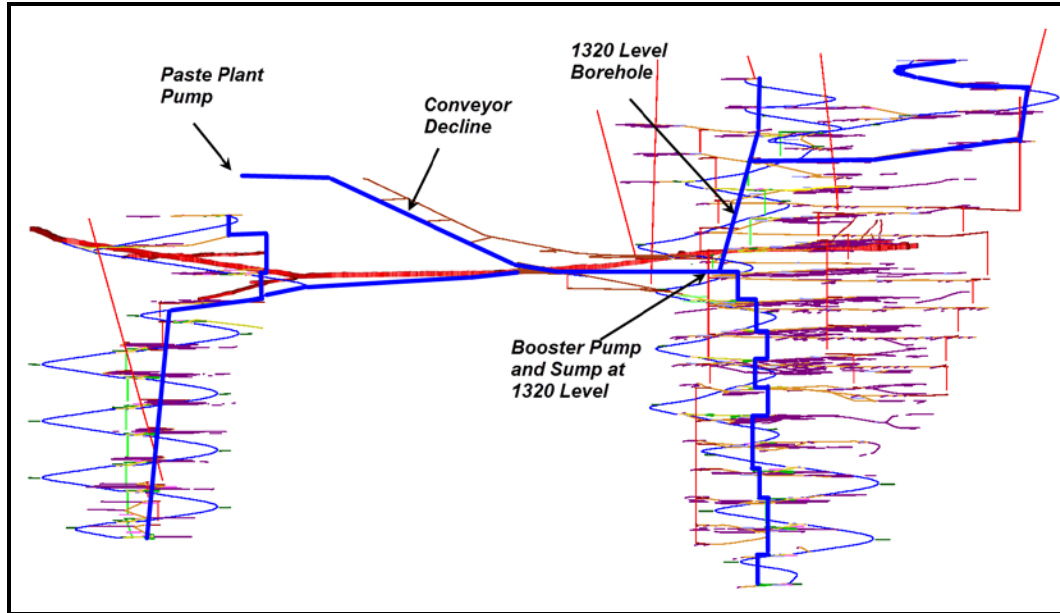 Paste Plant
Pump
Conveyor
Decline
1320 Level
Borehole
Booster Pump
and Sump at
1320 Level